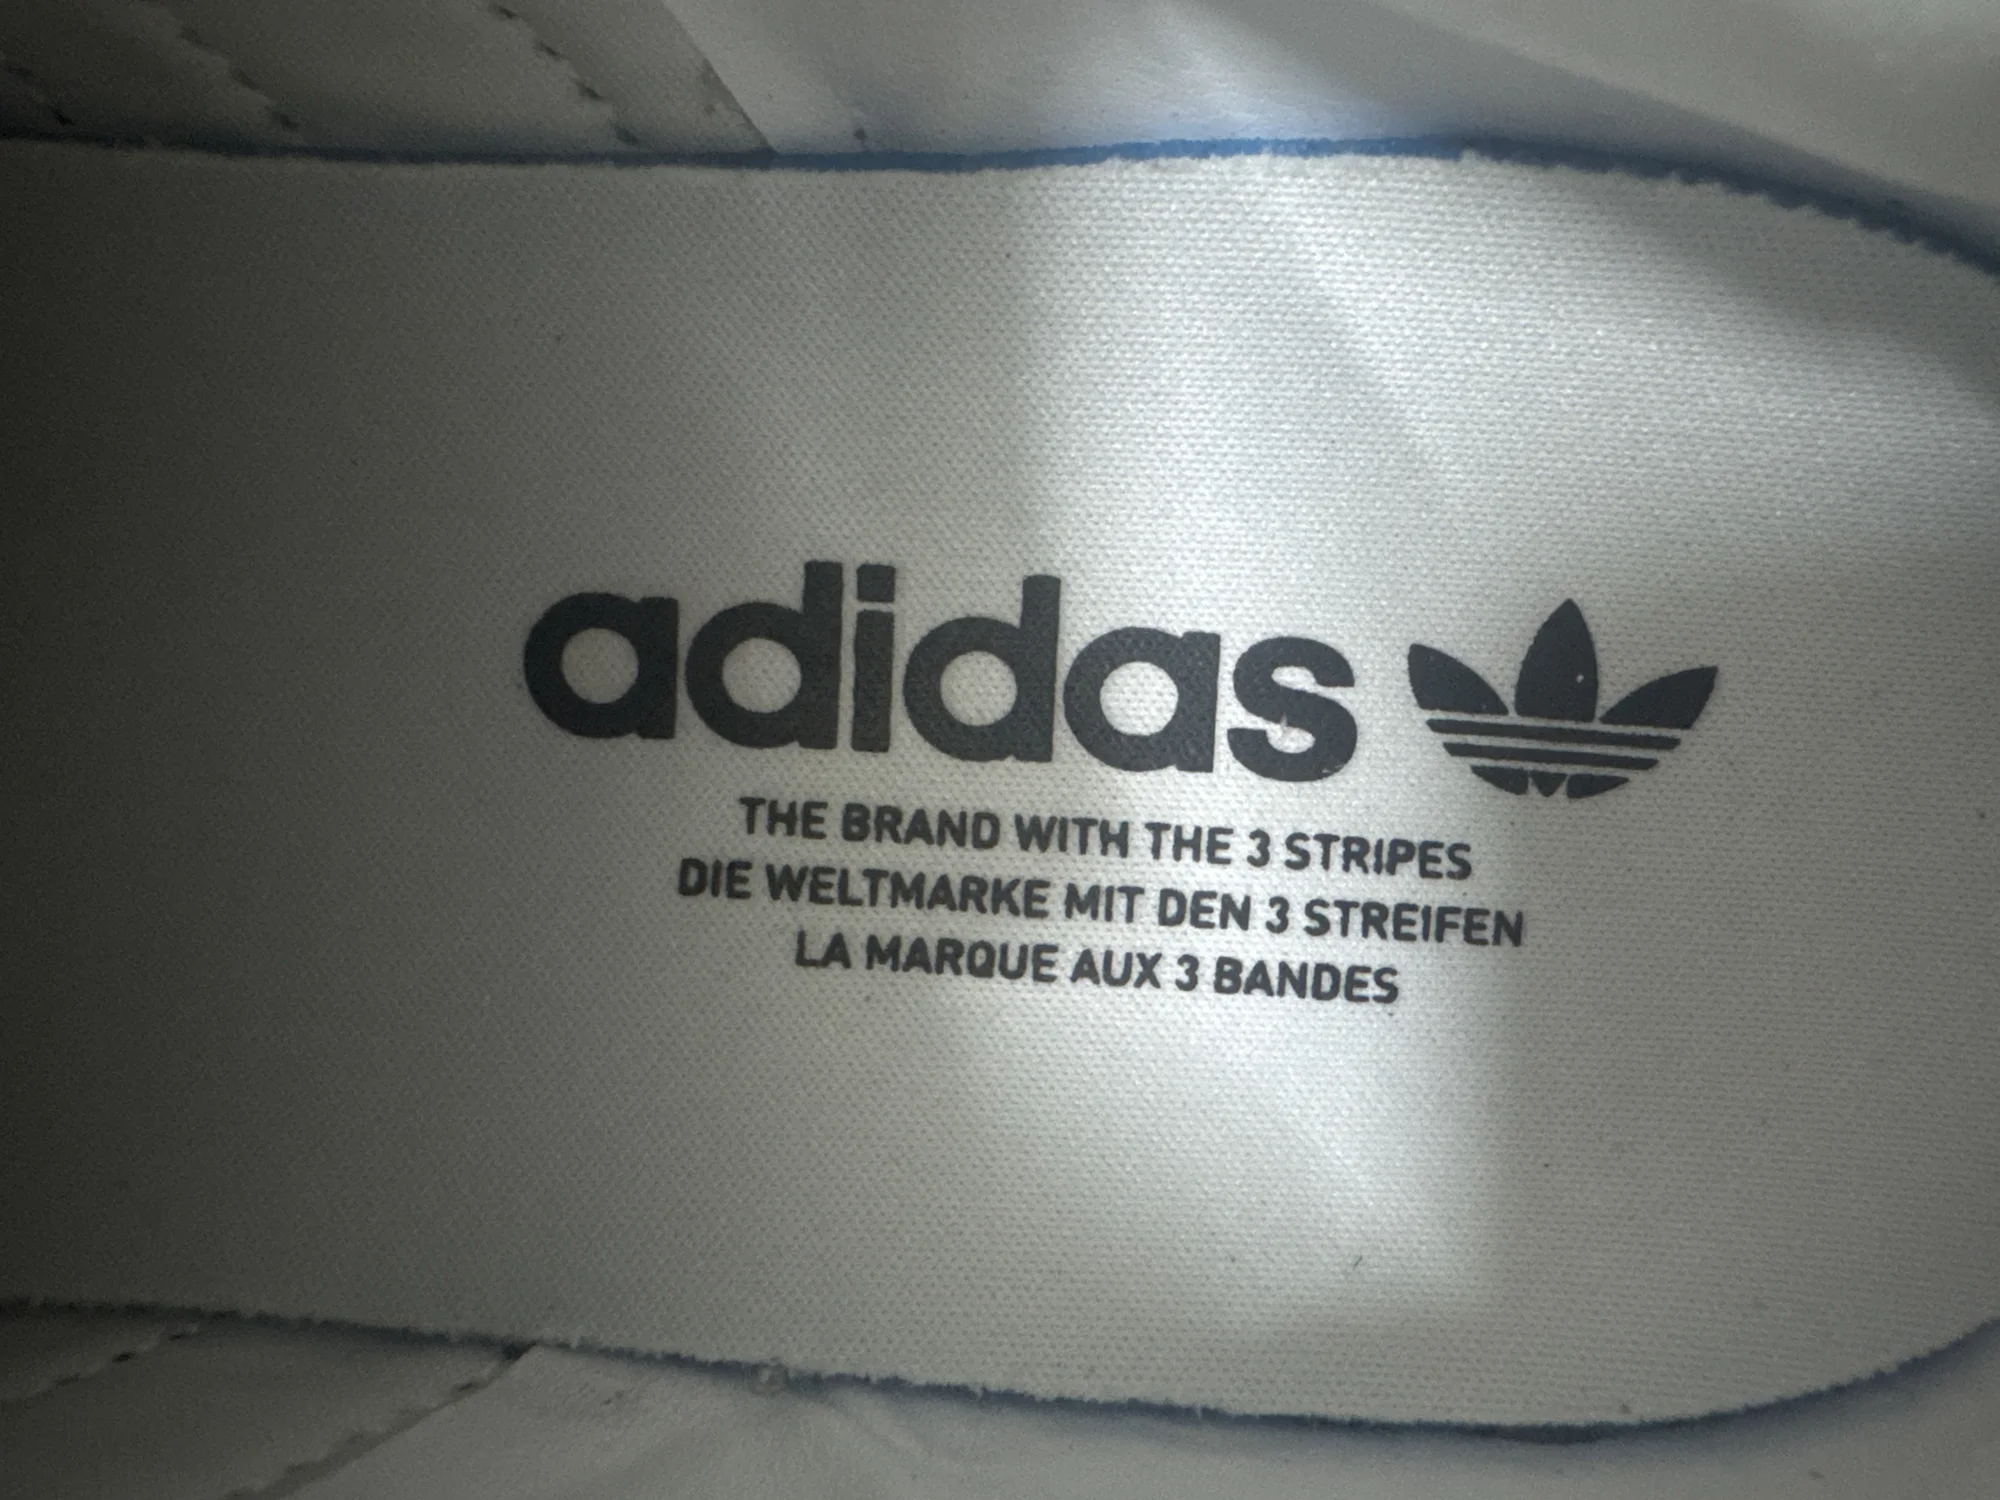 adidas
THE BRAND WITH THE 3 STRIPES
DIE WELTMARKE MIT DEN 3 STREIFEN
LA MARQUE AUX 3 BANDES